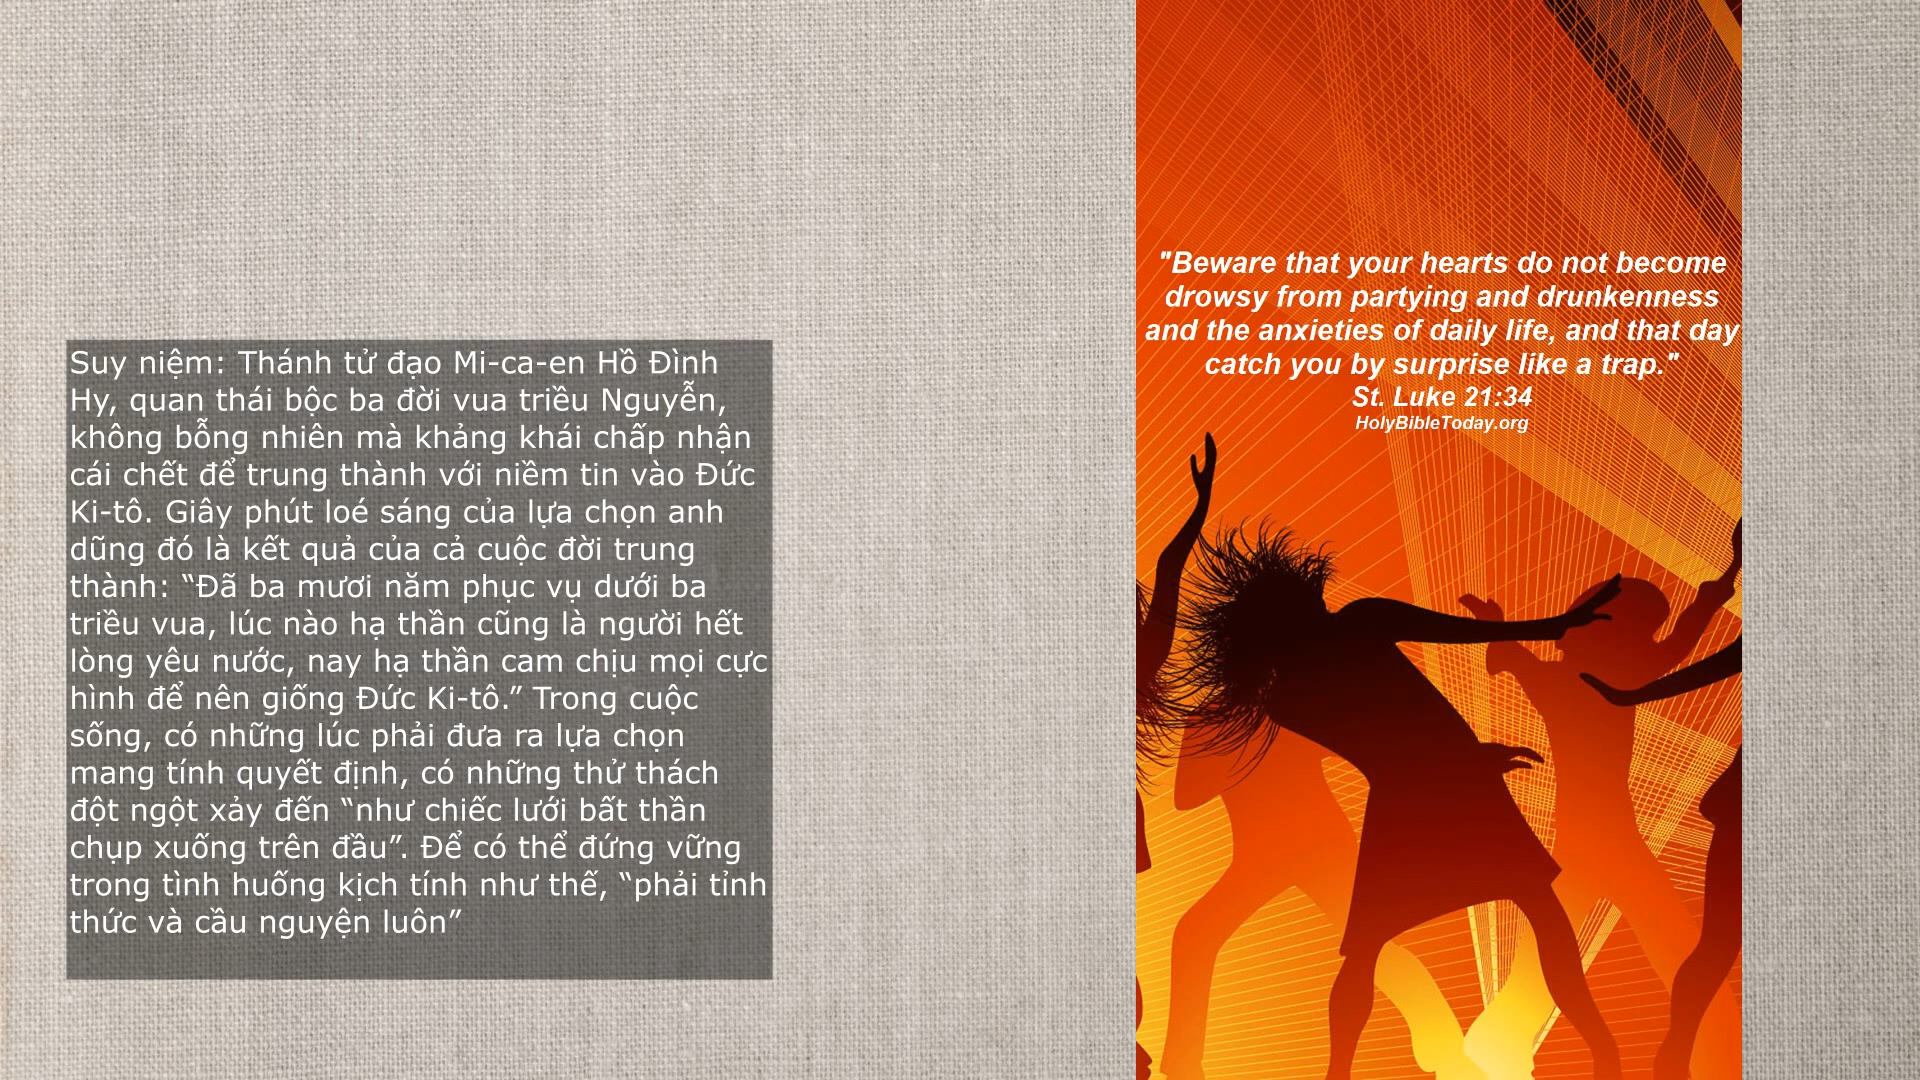 Suy niệm: Thánh tử đạo Mi-ca-en Hồ Đình
Hy, quan thái bộc ba đời vua triều Nguyễn,
không bỗng nhiên mà khảng khái chấp nhận
cái chết để trung thành với niềm tin vào Đức
Ki-tô. Giây phút loé sáng của lựa chọn anh
dũng đó là kết quả của cả cuộc đời trung
thành: “Đã ba mươi năm phục vụ dưới ba
triều vua, lúc nào hạ thần cũng là người hết
lòng yêu nước, nay hạ thần cam chịu mọi cực
hình để nên giống Đức Ki-tô.” Trong cuộc
sống, có những lúc phải đưa ra lựa chọn
mang tính quyết định, có những thử thách
đột ngột xảy đến “như chiếc lưới bất thần
chụp xuống trên đầu”. Để có thể đứng vững
trong tình huống kịch tính như thế, “phải tỉnh
thức và cầu nguyện luôn”
"Beware that your hearts do not become
drowsy from partying and drunkenness
and the anxieties of daily life, and that day
catch you by surprise like a trap."
St. Luke 21:34
HolyBibleToday.org